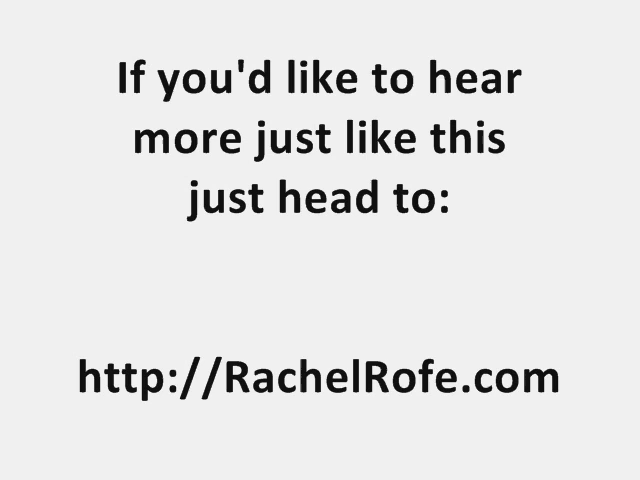 If you'd like to hear
more just like this
just head to:
http://RachelRofe.com